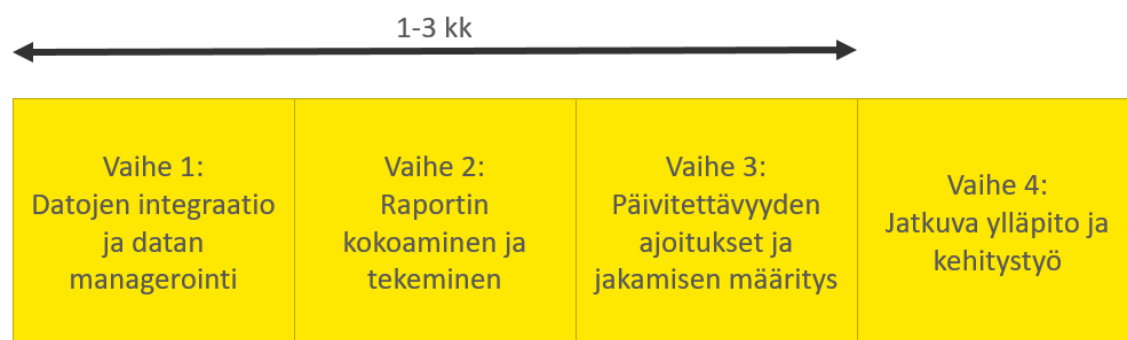 1-3 kk
Vaihe 1:
Datojen integraatio
ja datan
managerointi
Vaihe 2:
Raportin
kokoaminen ja
tekeminen
Vaihe 3:
Päivitettävyyden
ajoitukset ja
jakamisen määritys
Vaihe 4:
Jatkuva ylläpito ja
kehitystyö